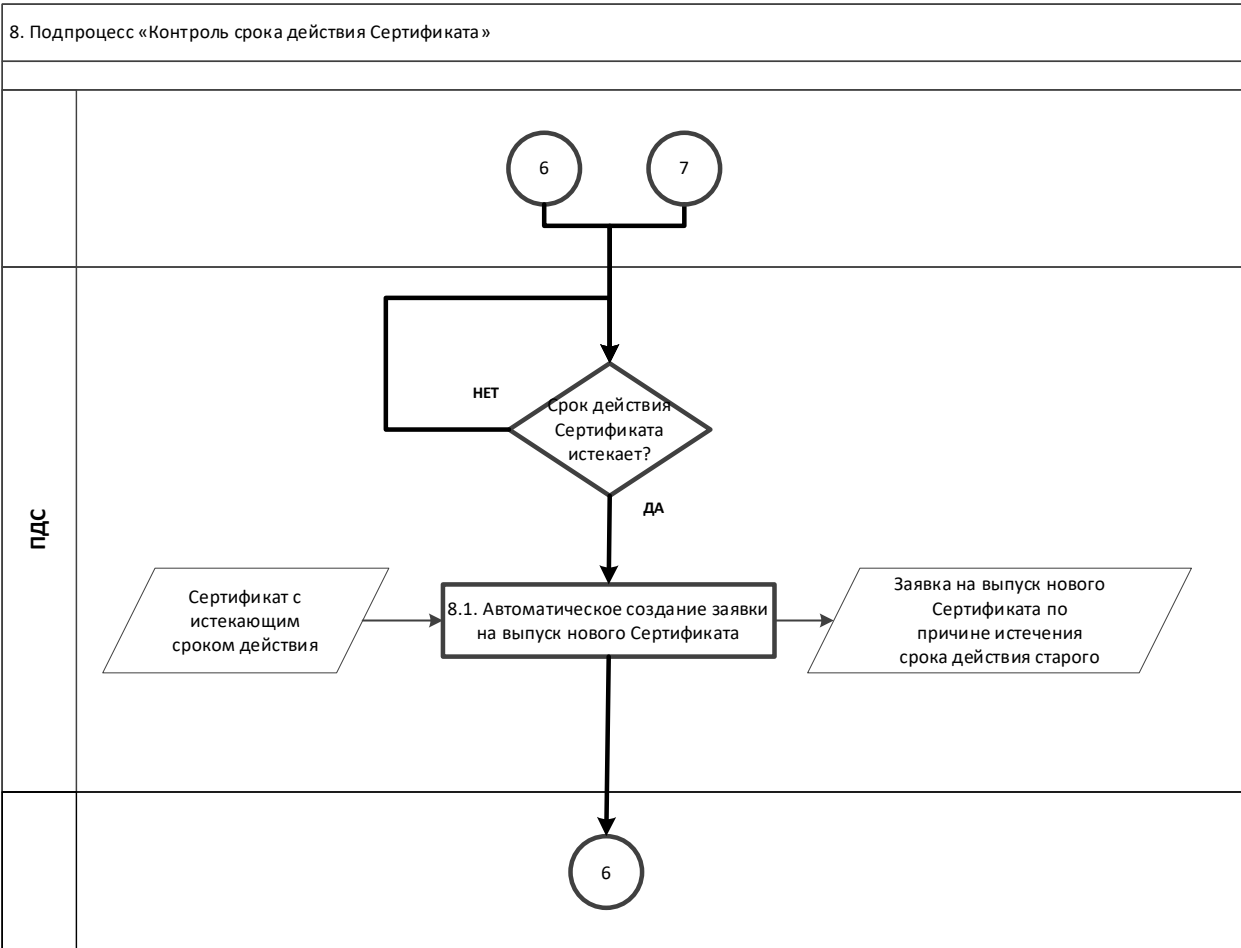 8. Подпроцесс «Контроль срока действия Сертификата»
6
7
НЕТ
Срок действия
Сертификата
истекает?
ДА
ПДС
Сертификат с
истекающим
сроком действия
8.1. Автоматическое создание заявки
на выпуск нового Сертификата
Заявка на выпуск нового
Сертификата по
причине истечения
срока действия старого
6